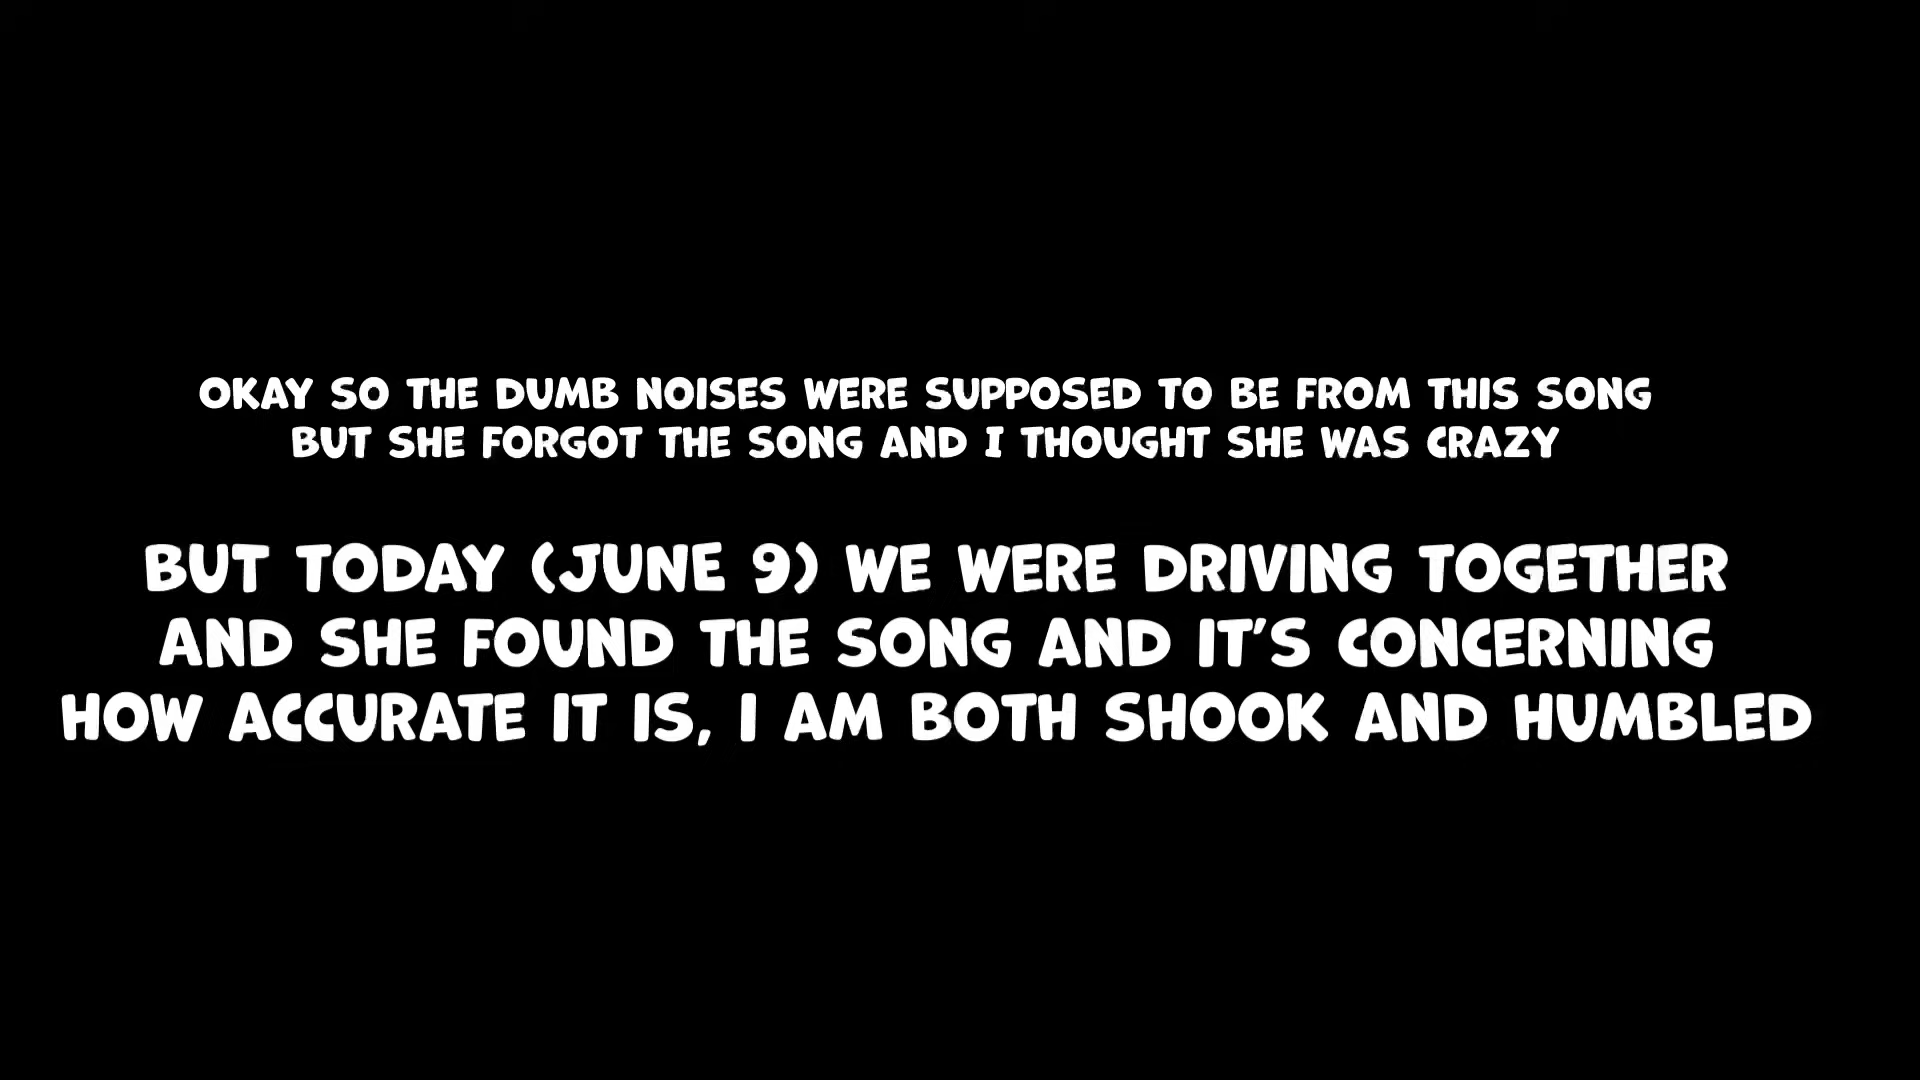 OKAY SO THE DUMB NOISES WERE SUPPOSED TO BE FROM THIS SONG
BUT SHE FORGOT THE SONG AND I THOUGHT SHE WAS CRAZY
BUT TODAY (JUNE 9) WE WERE DRIVING TOGETHER
AND SHE FOUND THE SONG AND IT'S CONCERNING
HOW ACCURATE IT IS, I AM BOTH SHOOK AND HUMBLED